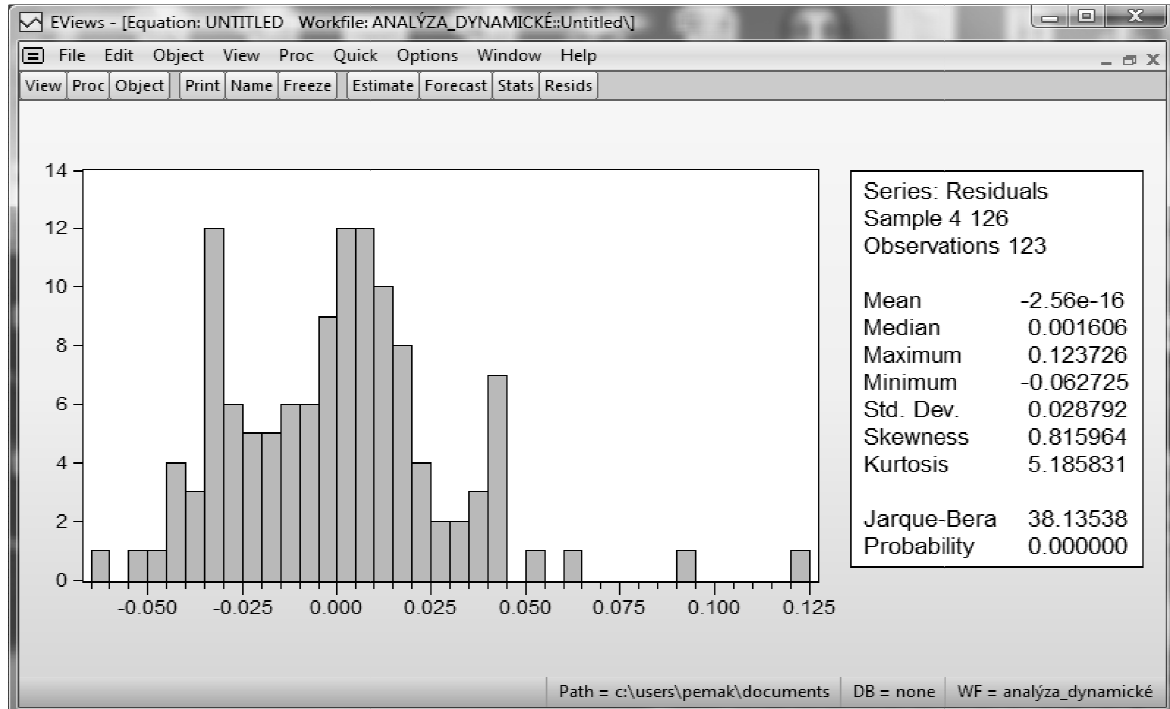 EViews - [Equation: UNTITLED Workfile: ANALÝZA_DYNAMICKÉ::Untitled\]
File Edit Object View Proc Quick Options Window Help
View Proc Object Print Name Freeze Estimate Forecast Stats Resids
14
12
10
8
6
4
2
0
-0.050 -0.025 0.000 0.025 0.050 0.075 0.100 0.125
Series: Residuals
Sample 4 126
Observations 123
Mean -2.56e-16
Median 0.001606
Maximum 0.123726
Minimum -0.062725
Std. Dev. 0.028792
Skewness 0.815964
Kurtosis 5.185831
Jarque-Bera 38.13538
Probability 0.000000
Path = c:\users\pemak\documents DB = none WF = analýza_dynamické